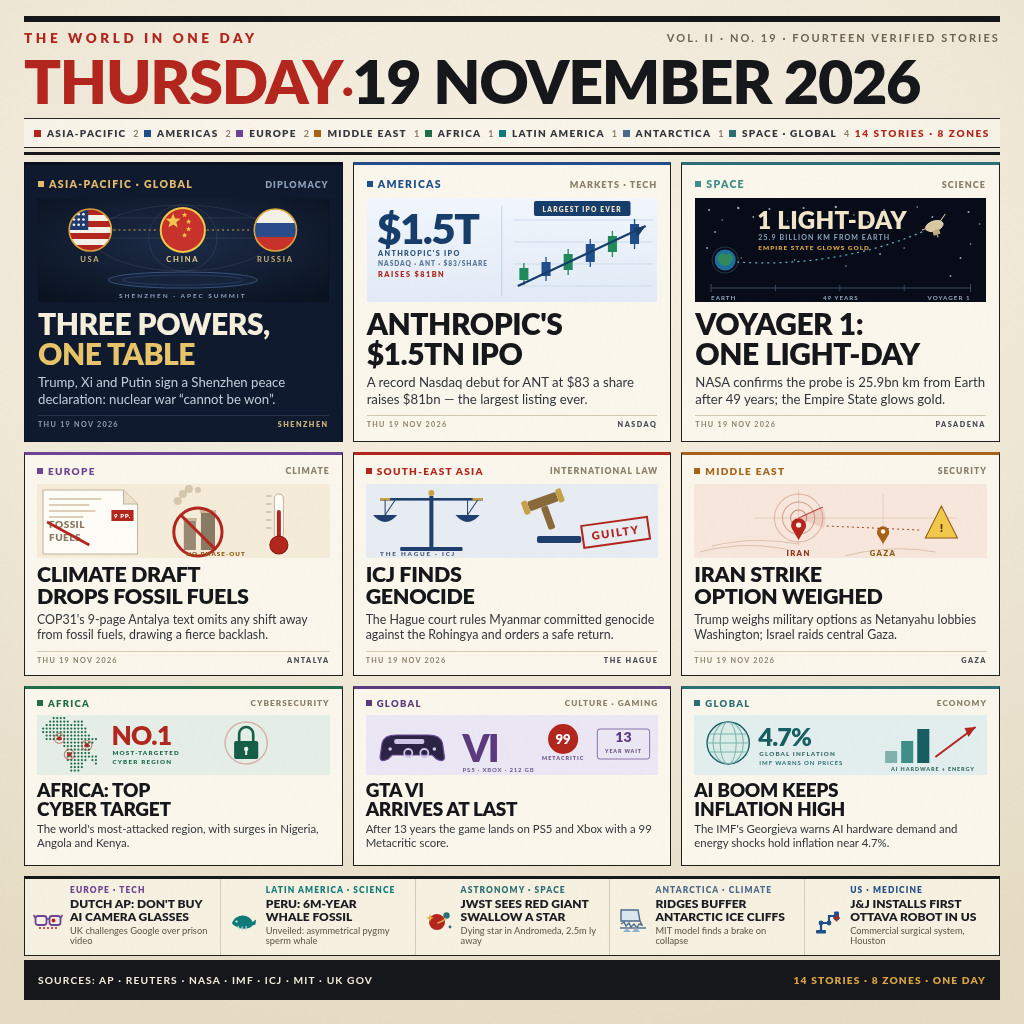 THE WORLD IN ONE DAY
VOL. II · NO. 19 · FOURTEEN VERIFIED STORIES
THURSDAY·19 NOVEMBER 2026
ASIA-PACIFIC 2 AMERICAS 2 EUROPE 2 MIDDLE EAST 1 AFRICA 1 LATIN AMERICA 1 ANTARCTICA 1 SPACE · GLOBAL 4 14 STORIES · 8 ZONES
ASIA-PACIFIC · GLOBAL DIPLOMACY
USA CHINA RUSSIA
SHENZHEN · APEC SUMMIT
THREE POWERS,
ONE TABLE
Trump, Xi and Putin sign a Shenzhen peace
declaration: nuclear war “cannot be won”.
THU 19 NOV 2026 SHENZHEN
AMERICAS MARKETS · TECH
LARGEST IPO EVER
$1.5T
ANTHROPIC'S IPO
NASDAQ · ANT · $83/SHARE
RAISES $81BN
ANTHROPIC'S
$1.5TN IPO
A record Nasdaq debut for ANT at $83 a share
raises $81bn — the largest listing ever.
THU 19 NOV 2026 NASDAQ
SPACE SCIENCE
1 LIGHT-DAY
25.9 BILLION KM FROM EARTH
EMPIRE STATE GLOWS GOLD
EARTH 49 YEARS VOYAGER 1
VOYAGER 1:
ONE LIGHT-DAY
NASA confirms the probe is 25.9bn km from Earth
after 49 years; the Empire State glows gold.
THU 19 NOV 2026 PASADENA
EUROPE CLIMATE
9 PP.
FOSSIL
FUELS
NO PHASE-OUT
CLIMATE DRAFT
DROPS FOSSIL FUELS
COP31's 9-page Antalya text omits any shift away
from fossil fuels, drawing a fierce backlash.
THU 19 NOV 2026 ANTALYA
SOUTH-EAST ASIA INTERNATIONAL LAW
GUILTY
THE HAGUE · ICJ
ICJ FINDS
GENOCIDE
The Hague court rules Myanmar committed genocide
against the Rohingya and orders a safe return.
THU 19 NOV 2026 THE HAGUE
MIDDLE EAST SECURITY
!
IRAN GAZA
IRAN STRIKE
OPTION WEIGHED
Trump weighs military options as Netanyahu lobbies
Washington; Israel raids central Gaza.
THU 19 NOV 2026 GAZA
AFRICA CYBERSECURITY
NO.1
MOST-TARGETED
CYBER REGION
AFRICA: TOP
CYBER TARGET
The world's most-attacked region, with surges in Nigeria,
Angola and Kenya.
GLOBAL CULTURE · GAMING
VI
PS5 · XBOX · 212 GB
99
METACRITIC
13
YEAR WAIT
GTA VI
ARRIVES AT LAST
After 13 years the game lands on PS5 and Xbox with a 99
Metacritic score.
GLOBAL ECONOMY
4.7%
GLOBAL INFLATION
IMF WARNS ON PRICES
AI HARDWARE + ENERGY
AI BOOM KEEPS
INFLATION HIGH
The IMF's Georgieva warns AI hardware demand and
energy shocks hold inflation near 4.7%.
EUROPE · TECH
DUTCH AP: DON'T BUY
AI CAMERA GLASSES
UK challenges Google over prison
video
LATIN AMERICA · SCIENCE
PERU: 6M-YEAR
WHALE FOSSIL
Unveiled: asymmetrical pygmy
sperm whale
ASTRONOMY · SPACE
JWST SEES RED GIANT
SWALLOW A STAR
Dying star in Andromeda, 2.5m ly
away
ANTARCTICA · CLIMATE
RIDGES BUFFER
ANTARCTIC ICE CLIFFS
MIT model finds a brake on
collapse
US · MEDICINE
J&J INSTALLS FIRST
OTTAVA ROBOT IN US
Commercial surgical system,
Houston
SOURCES: AP · REUTERS · NASA · IMF · ICJ · MIT · UK GOV
14 STORIES · 8 ZONES · ONE DAY